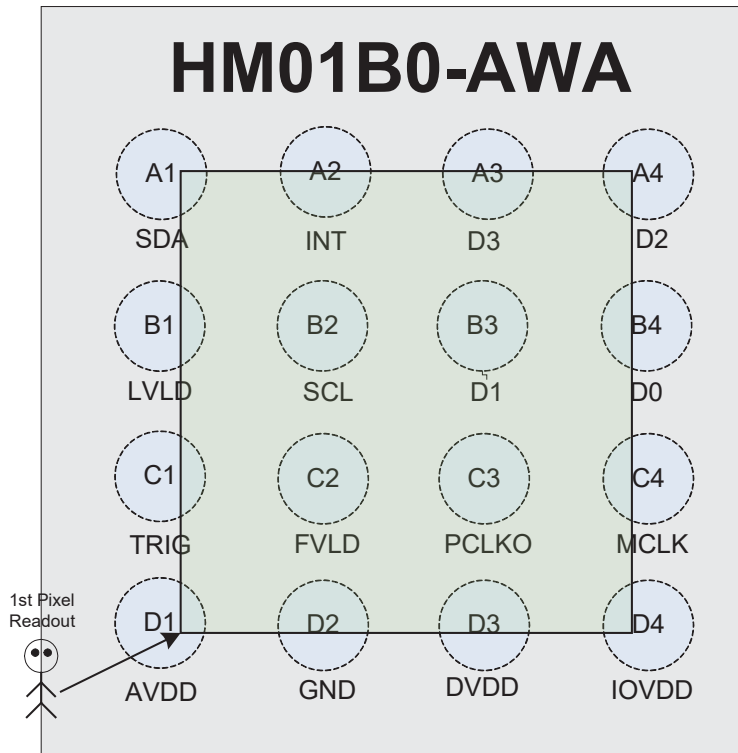 HM01B0-AWA
A1 A2 A3 A4
SDA INT D3 D2
B1 B2 B3 B4
LVLD SCL D1 D0
C1 C2 C3 C4
TRIG FVLD PCLKO MCLK
1st Pixel
Readout
D1 D2 D3 D4
AVDD GND DVDD IOVDD